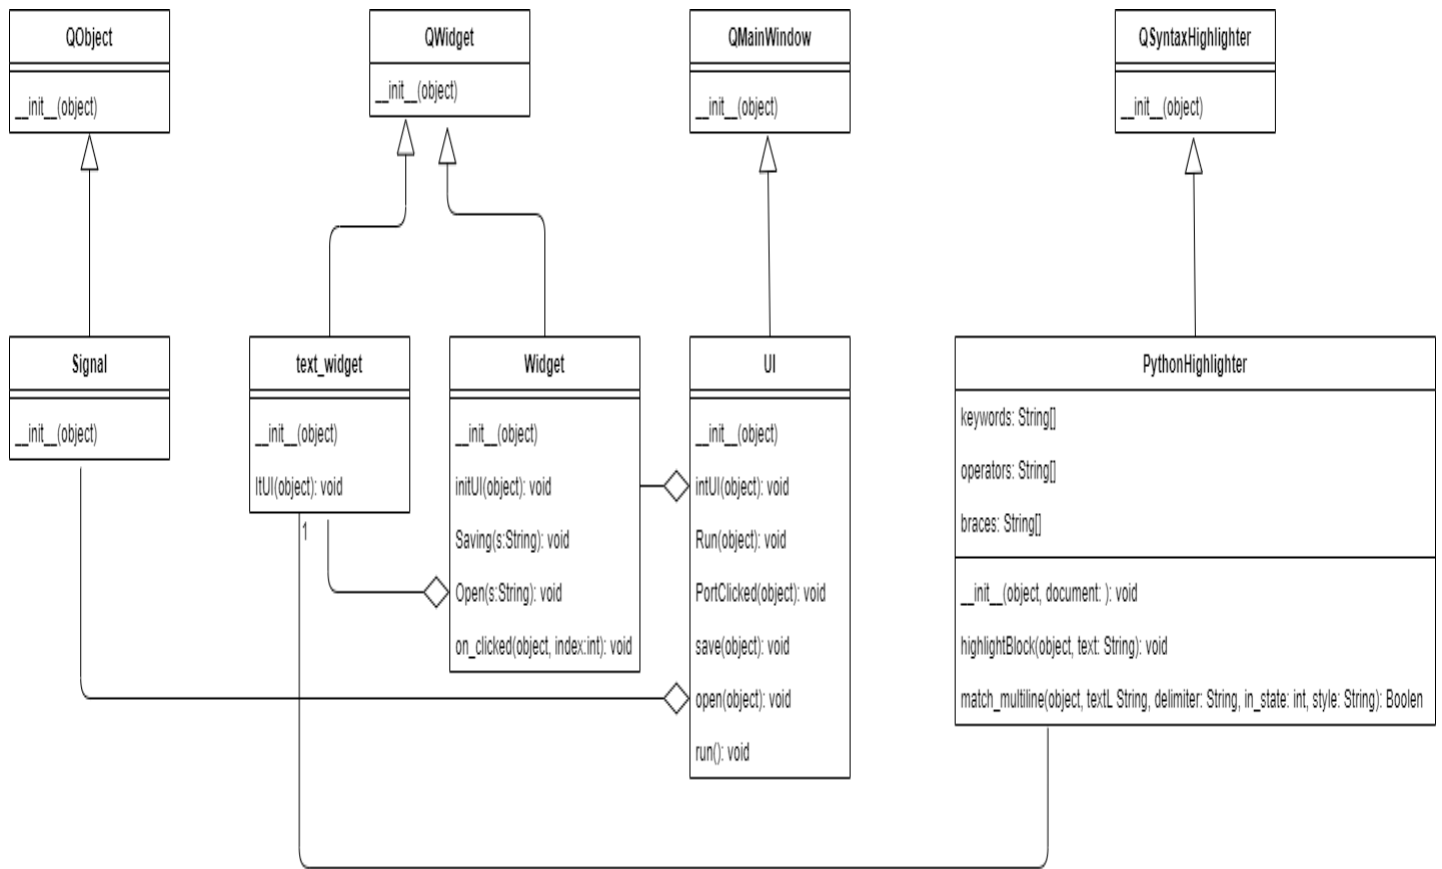 QObject
__init__(object)
QWidget
__init__(object)
QMainWindow
__init__(object)
QSyntaxHighlighter
__init__(object)
Signal
__init__(object)
text_widget
__init__(object)
ItUI(object): void
1
Widget
__init__(object)
initUI(object): void
Saving(s:String): void
Open(s:String): void
on_clicked(object, index:int): void
UI
__init__(object)
intUI(object): void
Run(object): void
PortClicked(object): void
save(object): void
open(object): void
run(): void
PythonHighlighter
keywords: String[]
operators: String[]
braces: String[]
__init__(object, document: ): void
highlightBlock(object, text: String): void
match_multiline(object, textL String, delimiter: String, in_state: int, style: String): Boolen